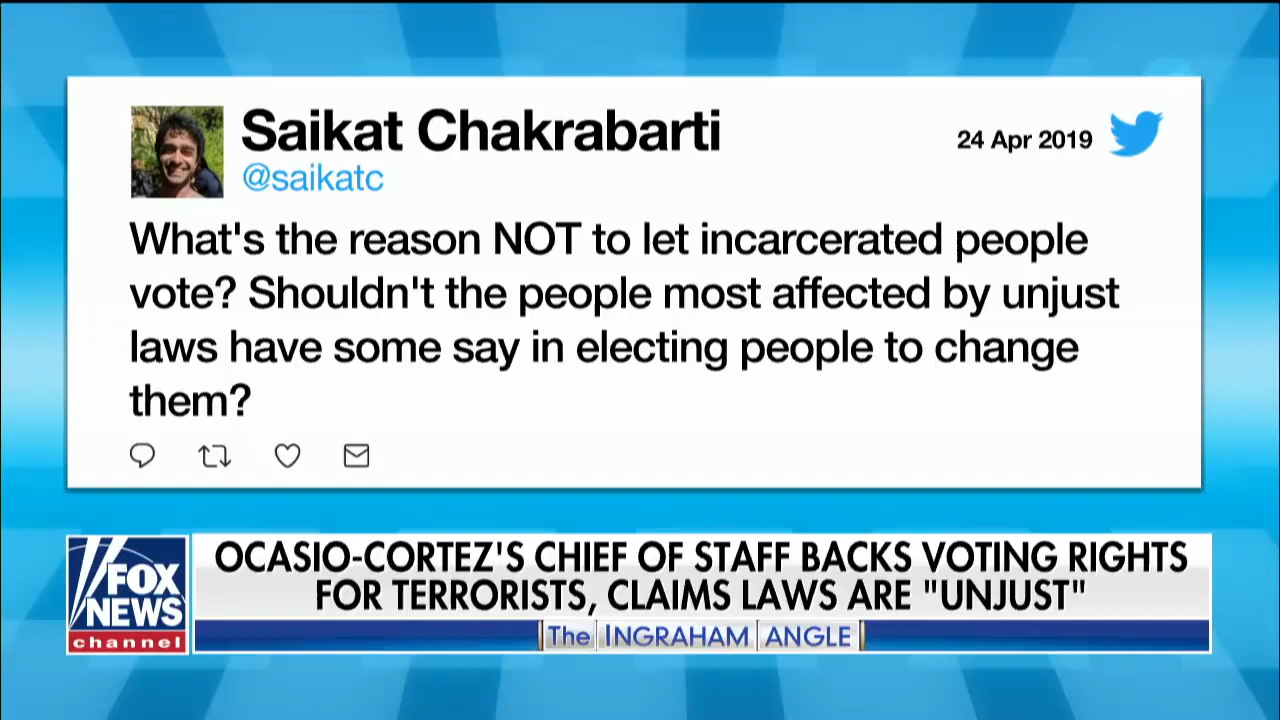 Saikat Chakrabarti
24 Apr 2019
@saikatc
What's the reason NOT to let incarcerated people
vote? Shouldn't the people most affected by unjust
laws have some say in electing people to change
them?
FOX
NEWS
channel
OCASIO-CORTEZ'S CHIEF OF STAFF BACKS VOTING RIGHTS
FOR TERRORISTS, CLAIMS LAWS ARE "UNJUST"
The INGRAHAM ANGLE